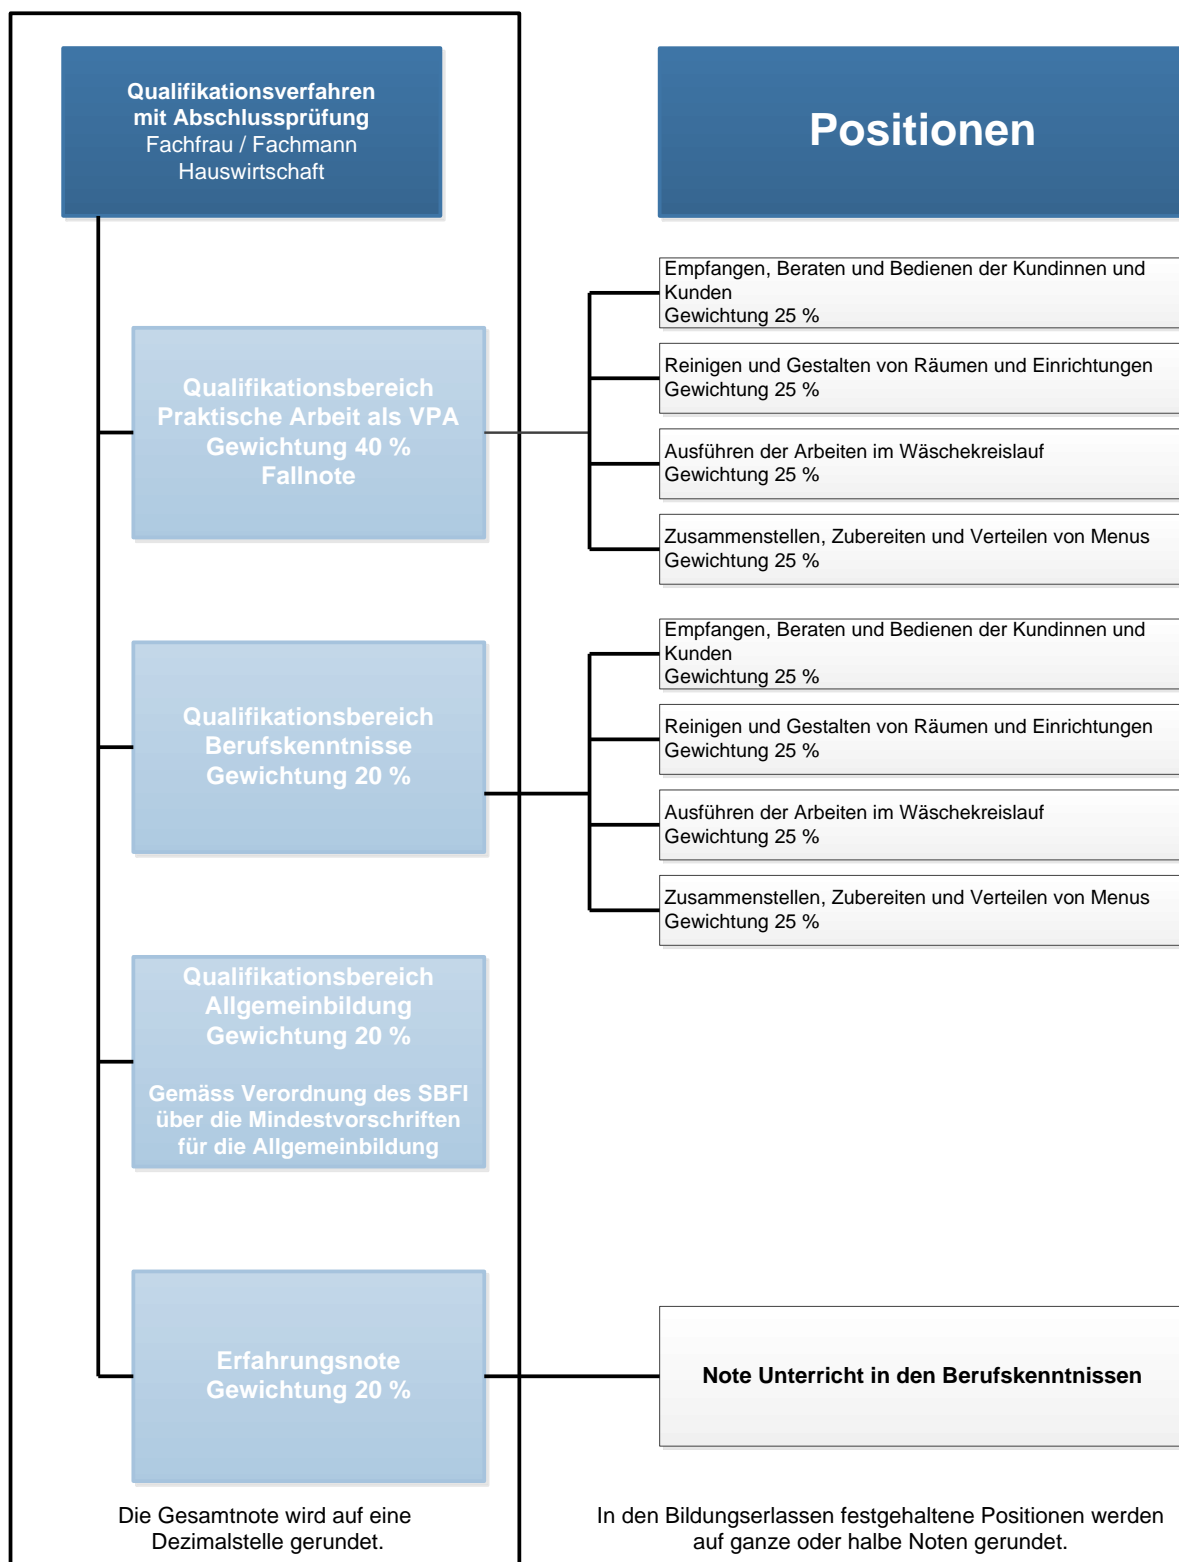 Qualifikationsverfahren
mit Abschlussprüfung
Fachfrau / Fachmann
Hauswirtschaft
Positionen
Qualifikationsbereich
Praktische Arbeit als VPA
Gewichtung 40 %
Fallnote
Empfangen, Beraten und Bedienen der Kundinnen und
Kunden
Gewichtung 25 %
Reinigen und Gestalten von Räumen und Einrichtungen
Gewichtung 25 %
Ausführen der Arbeiten im Wäschekreislauf
Gewichtung 25 %
Zusammenstellen, Zubereiten und Verteilen von Menus
Gewichtung 25 %
Qualifikationsbereich
Berufskenntnisse
Gewichtung 20 %
Empfangen, Beraten und Bedienen der Kundinnen und
Kunden
Gewichtung 25 %
Reinigen und Gestalten von Räumen und Einrichtungen
Gewichtung 25 %
Ausführen der Arbeiten im Wäschekreislauf
Gewichtung 25 %
Zusammenstellen, Zubereiten und Verteilen von Menus
Gewichtung 25 %
Qualifikationsbereich
Allgemeinbildung
Gewichtung 20 %
Gemäss Verordnung des SBFI
über die Mindestvorschriften
für die Allgemeinbildung
Erfahrungsnote
Gewichtung 20 %
Note Unterricht in den Berufskenntnissen
Die Gesamtnote wird auf eine
Dezimalstelle gerundet.
In den Bildungserlassen festgehaltene Positionen werden
auf ganze oder halbe Noten gerundet.